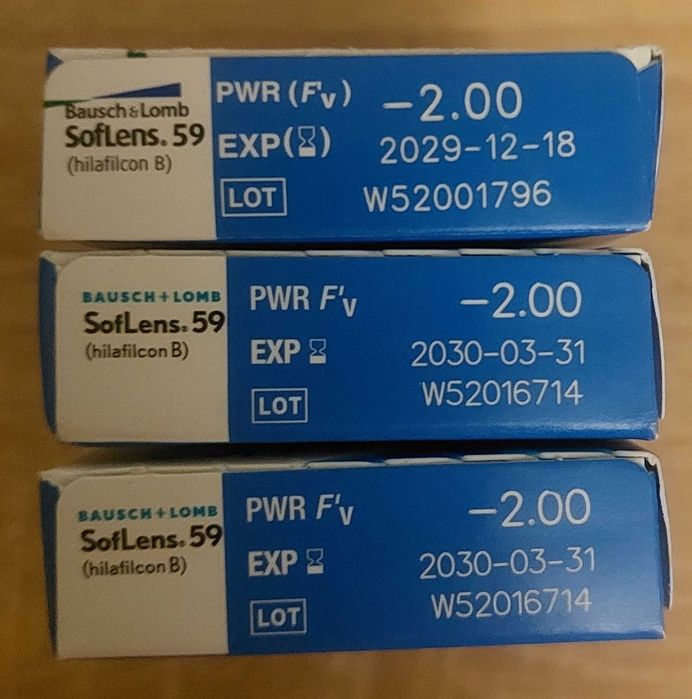 Bausch & Lomb
SofLens® 59
(hilafilcon B)
PWR (F'v) -2.00
EXP( ) 2029-12-18
LOT W52001796
BAUSCH + LOMB
SofLens® 59
(hilafilcon B)
PWR F'v -2.00
EXP 2030-03-31
LOT W52016714
BAUSCH + LOMB
SofLens® 59
(hilafilcon B)
PWR F'v -2.00
EXP 2030-03-31
LOT W52016714